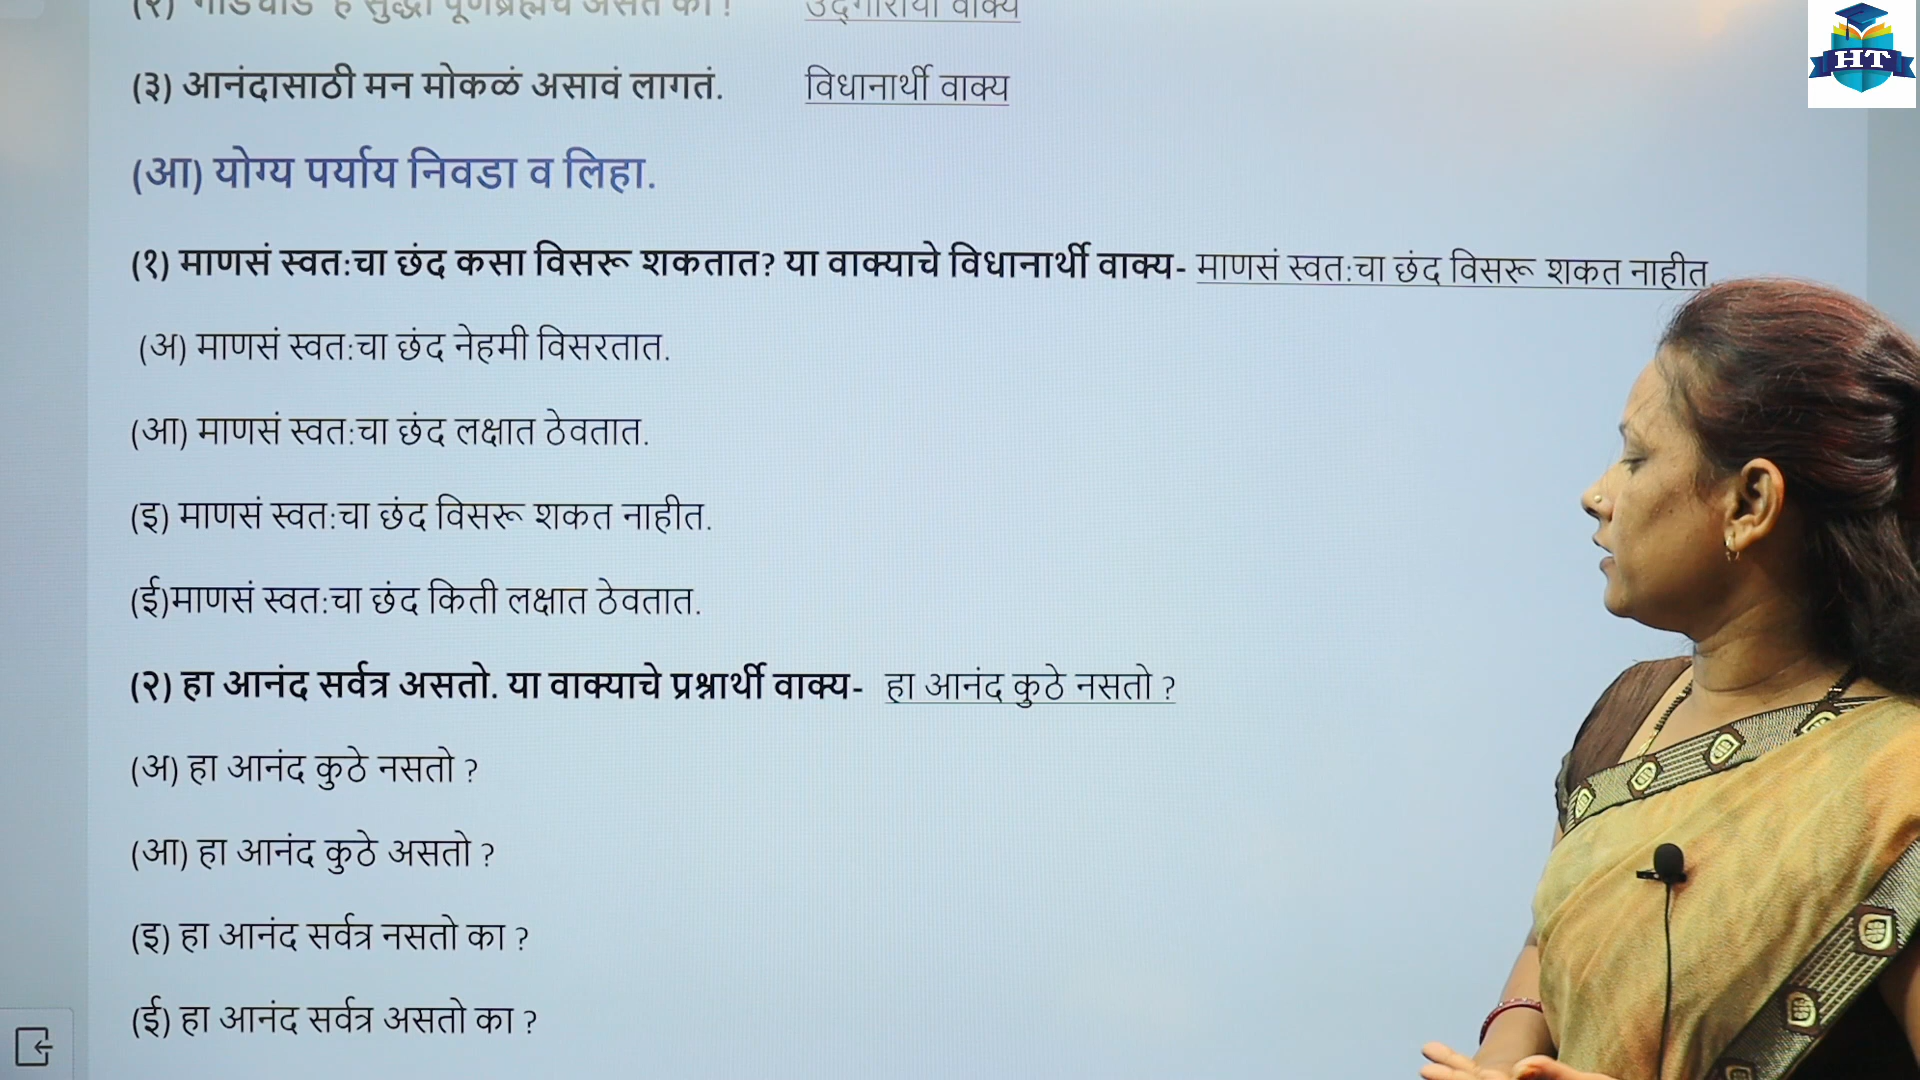 (३) आनंदासाठी मन मोकळं असावं लागतं. विधानार्थी वाक्य
(आ) योग्य पर्याय निवडा व लिहा.
(१) माणसं स्वत:चा छंद कसा विसरू शकतात? या वाक्याचे विधानार्थी वाक्य- माणसं स्वत:चा छंद विसरू शकत नाहीत.
(अ) माणसं स्वत:चा छंद नेहमी विसरतात.
(आ) माणसं स्वत:चा छंद लक्षात ठेवतात.
(इ) माणसं स्वत:चा छंद विसरू शकत नाहीत.
(ई)माणसं स्वत:चा छंद किती लक्षात ठेवतात.
(२) हा आनंद सर्वत्र असतो. या वाक्याचे प्रश्नार्थी वाक्य- हा आनंद कुठे नसतो ?
(अ) हा आनंद कुठे नसतो ?
(आ) हा आनंद कुठे असतो ?
(इ) हा आनंद सर्वत्र नसतो का ?
(ई) हा आनंद सर्वत्र असतो का ?
HT